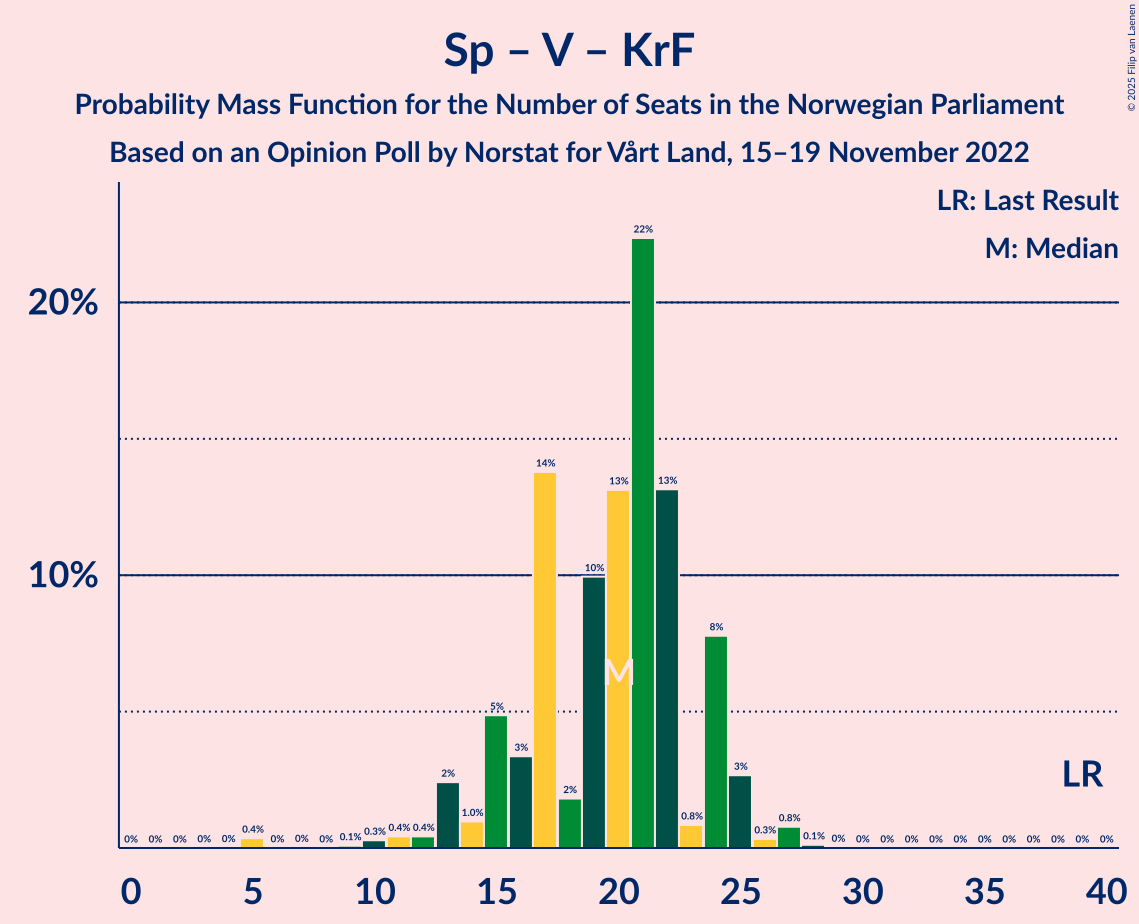 Sp – V – KrF
Probability Mass Function for the Number of Seats in the Norwegian Parliament
Based on an Opinion Poll by Norstat for Vårt Land, 15–19 November 2022
© 2025 Filip van Laenen
LR: Last Result
M: Median
20%
10%
0% 0% 0% 0% 0% 0.4% 0% 0% 0% 0.1% 0.3% 0.4% 0.4% 2% 1.0% 5% 3% 14% 2% 10% 13% 22% 13% 0.8% 8% 3% 0.3% 0.8% 0.1% 0% 0% 0% 0% 0% 0% 0% 0% 0% 0% 0% 0%
M
LR
0 5 10 15 20 25 30 35 40